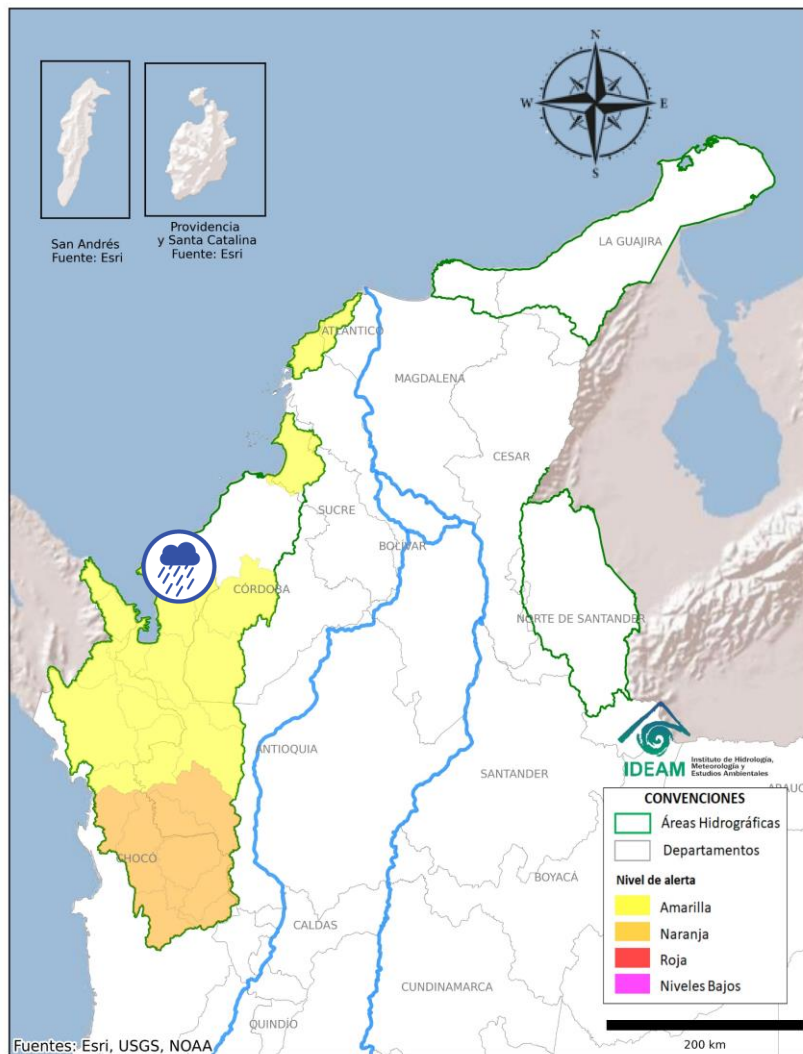 N
W
E
S
San Andrés
Fuente: Esri
Providencia
y Santa Catalina
Fuente: Esri
LA GUAJIRA
ATLÁNTICO
MAGDALENA
CESAR
SUCRE
BOLÍVAR
CÓRDOBA
NORTE DE SANTANDER
ANTIOQUIA
SANTANDER
IDEAM
Instituto de Hidrología,
Meteorología y
Estudios Ambientales
ARAUC
CHOCÓ
BOYACÁ
CALDAS
CUNDINAMARCA
QUINDÍO
CONVENCIONES
Áreas Hidrográficas
Departamentos
Nivel de alerta
Amarilla
Naranja
Roja
Niveles Bajos
200 km
Fuentes: Esri, USGS, NOAA